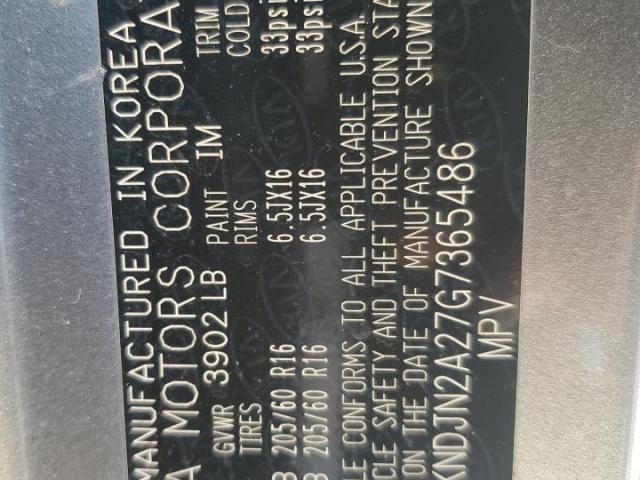 MANUFACTURED IN KOREA
A MOTORS CORPORA
GVWR 3902LB PAINT IM TRIM
TIRES RIMS COLD
B 205/60 R16 6.5JX16 33psi
B 205/60 R16 6.5JX16 33psi
LE CONFORMS TO ALL APPLICABLE U.S.A.
CLE SAFETY AND THEFT PREVENTION STA
ON THE DATE OF MANUFACTURE SHOWN
KNDJN2A27G7365486
MPV